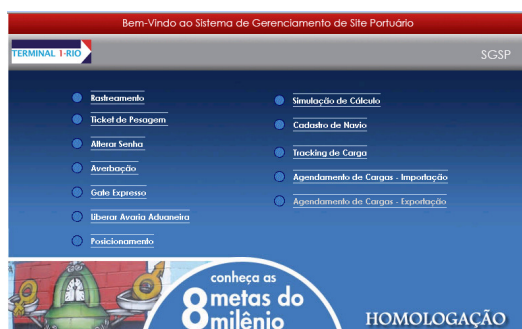 Bem-Vindo ao Sistema de Gerenciamento de Site Portuário
TERMINAL 1-RIO
SGSP
Rastreamento
Ticket de Pesagem
Alterar Senha
Averbação
Gate Expresso
Liberar Avaria Aduaneira
Posicionamento
Simulação de Cálculo
Cadastro de Navio
Tracking de Carga
Agendamento de Cargas - Importação
Agendamento de Cargas - Exportação
conheça as
8 metas do
milênio
HOMOLOGAÇÃO